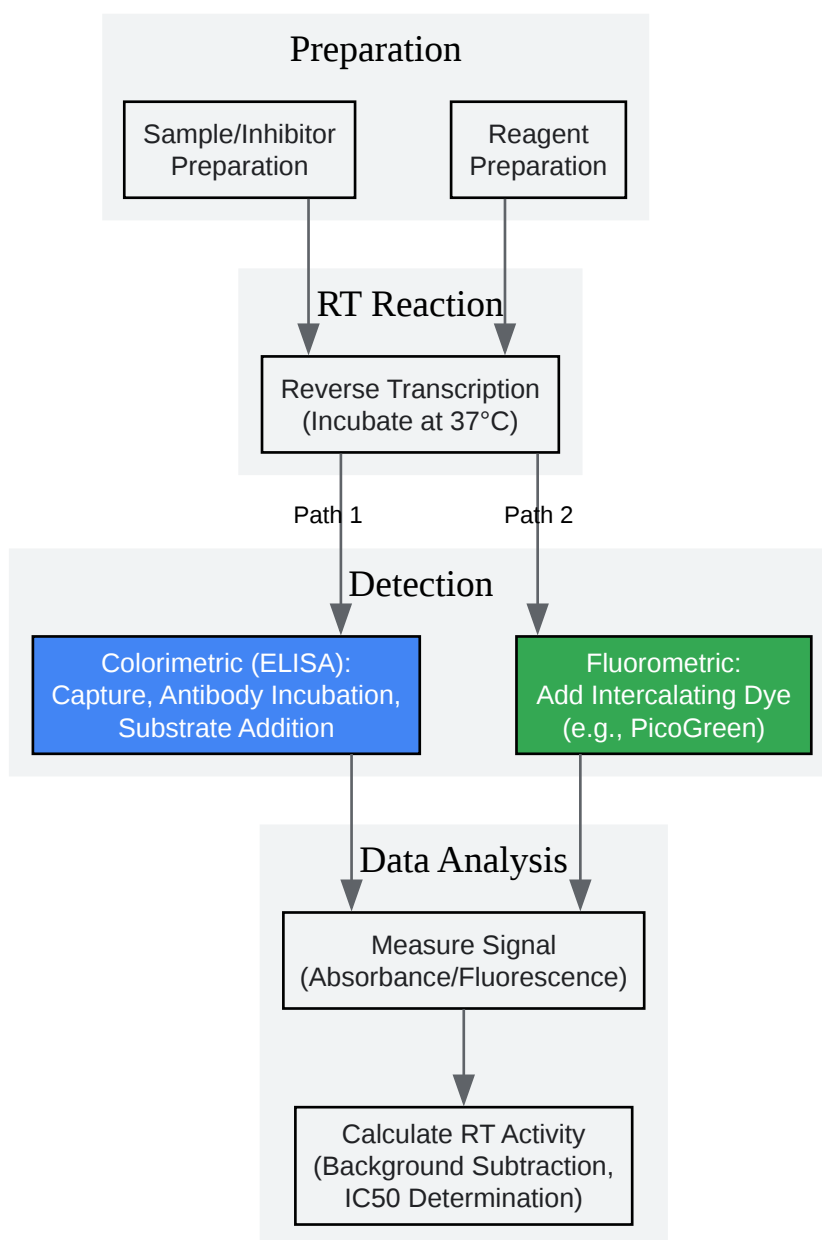 Preparation
Sample/Inhibitor
Preparation
Reagent
Preparation
RT Reaction
Reverse Transcription
(Incubate at 37°C)
Path 1
Path 2
Detection
Colorimetric (ELISA):
Capture, Antibody Incubation,
Substrate Addition
Fluorometric:
Add Intercalating Dye
(e.g., PicoGreen)
Data Analysis
Measure Signal
(Absorbance/Fluorescence)
Calculate RT Activity
(Background Subtraction,
IC50 Determination)